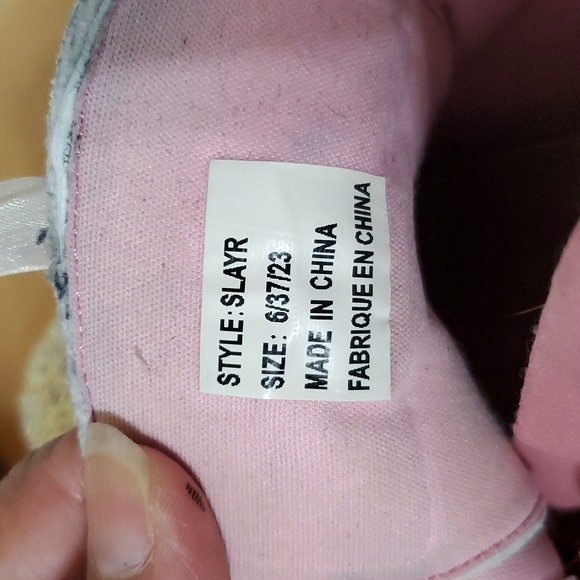 STYLE: SLAYR
SIZE: 6/37/23
MADE IN CHINA
FABRIQUE EN CHINA